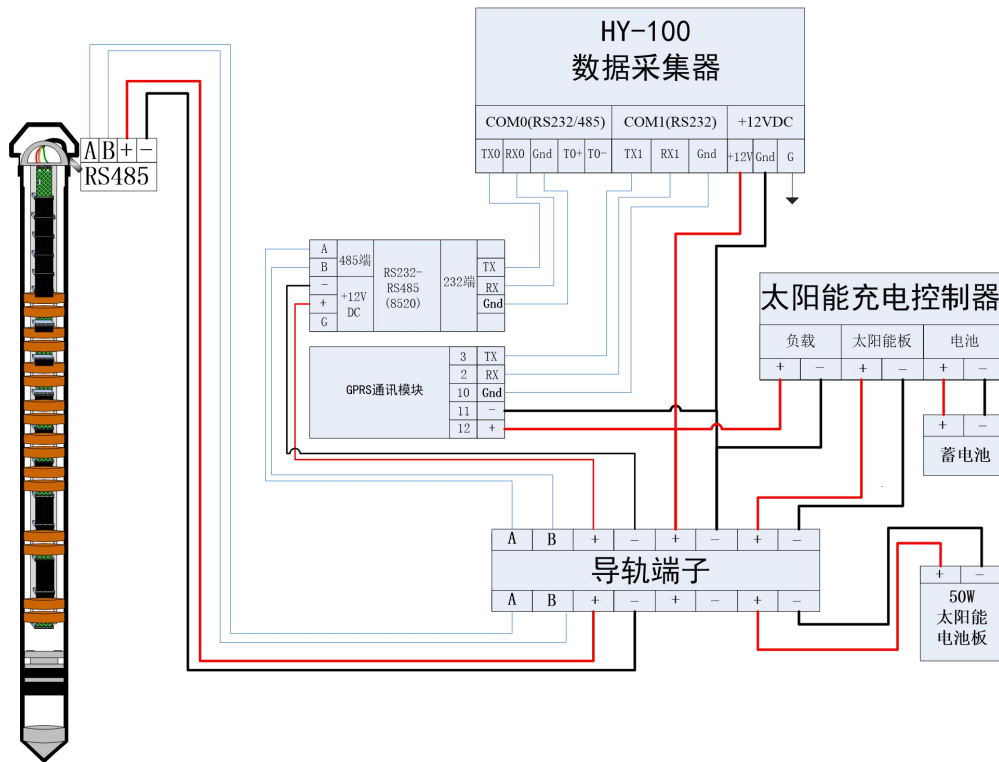 HY-100
数据采集器
COM0(RS232/485) COM1(RS232) +12VDC
TX0 RX0 Gnd T0+ T0- TX1 RX1 Gnd +12V Gnd G
A B + -
RS485
A
B
-
+
G
485端
+12V
DC
RS232-
RS485
(8520)
232端
TX
RX
Gnd
GPRS通讯模块
3 TX
2 RX
10 Gnd
11 -
12 +
太阳能充电控制器
负载 太阳能板 电池
+ - + - + -
+ -
蓄电池
A B + - + - + -
导轨端子
A B + - + - + -
+ -
50W
太阳能
电池板